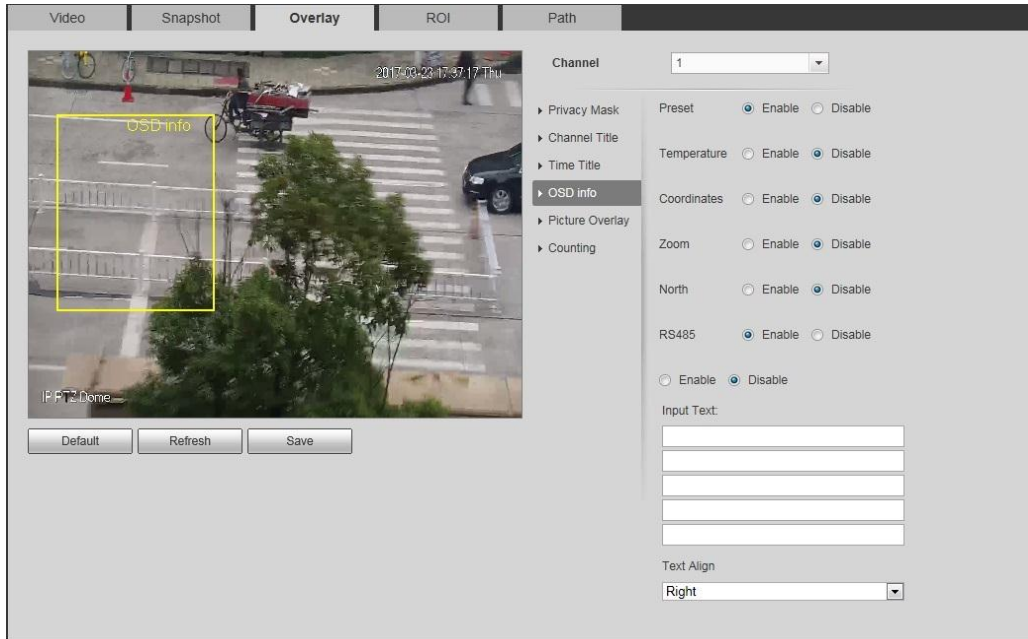 Video Snapshot Overlay ROI Path
2017-03-23 17:37:17 Thu
OSD info
IP PTZ Dome
Default Refresh Save
Channel 1
Privacy Mask
Channel Title
Time Title
OSD info
Picture Overlay
Counting
Preset Enable Disable
Temperature Enable Disable
Coordinates Enable Disable
Zoom Enable Disable
North Enable Disable
RS485 Enable Disable
Enable Disable
Input Text:
Text Align
Right